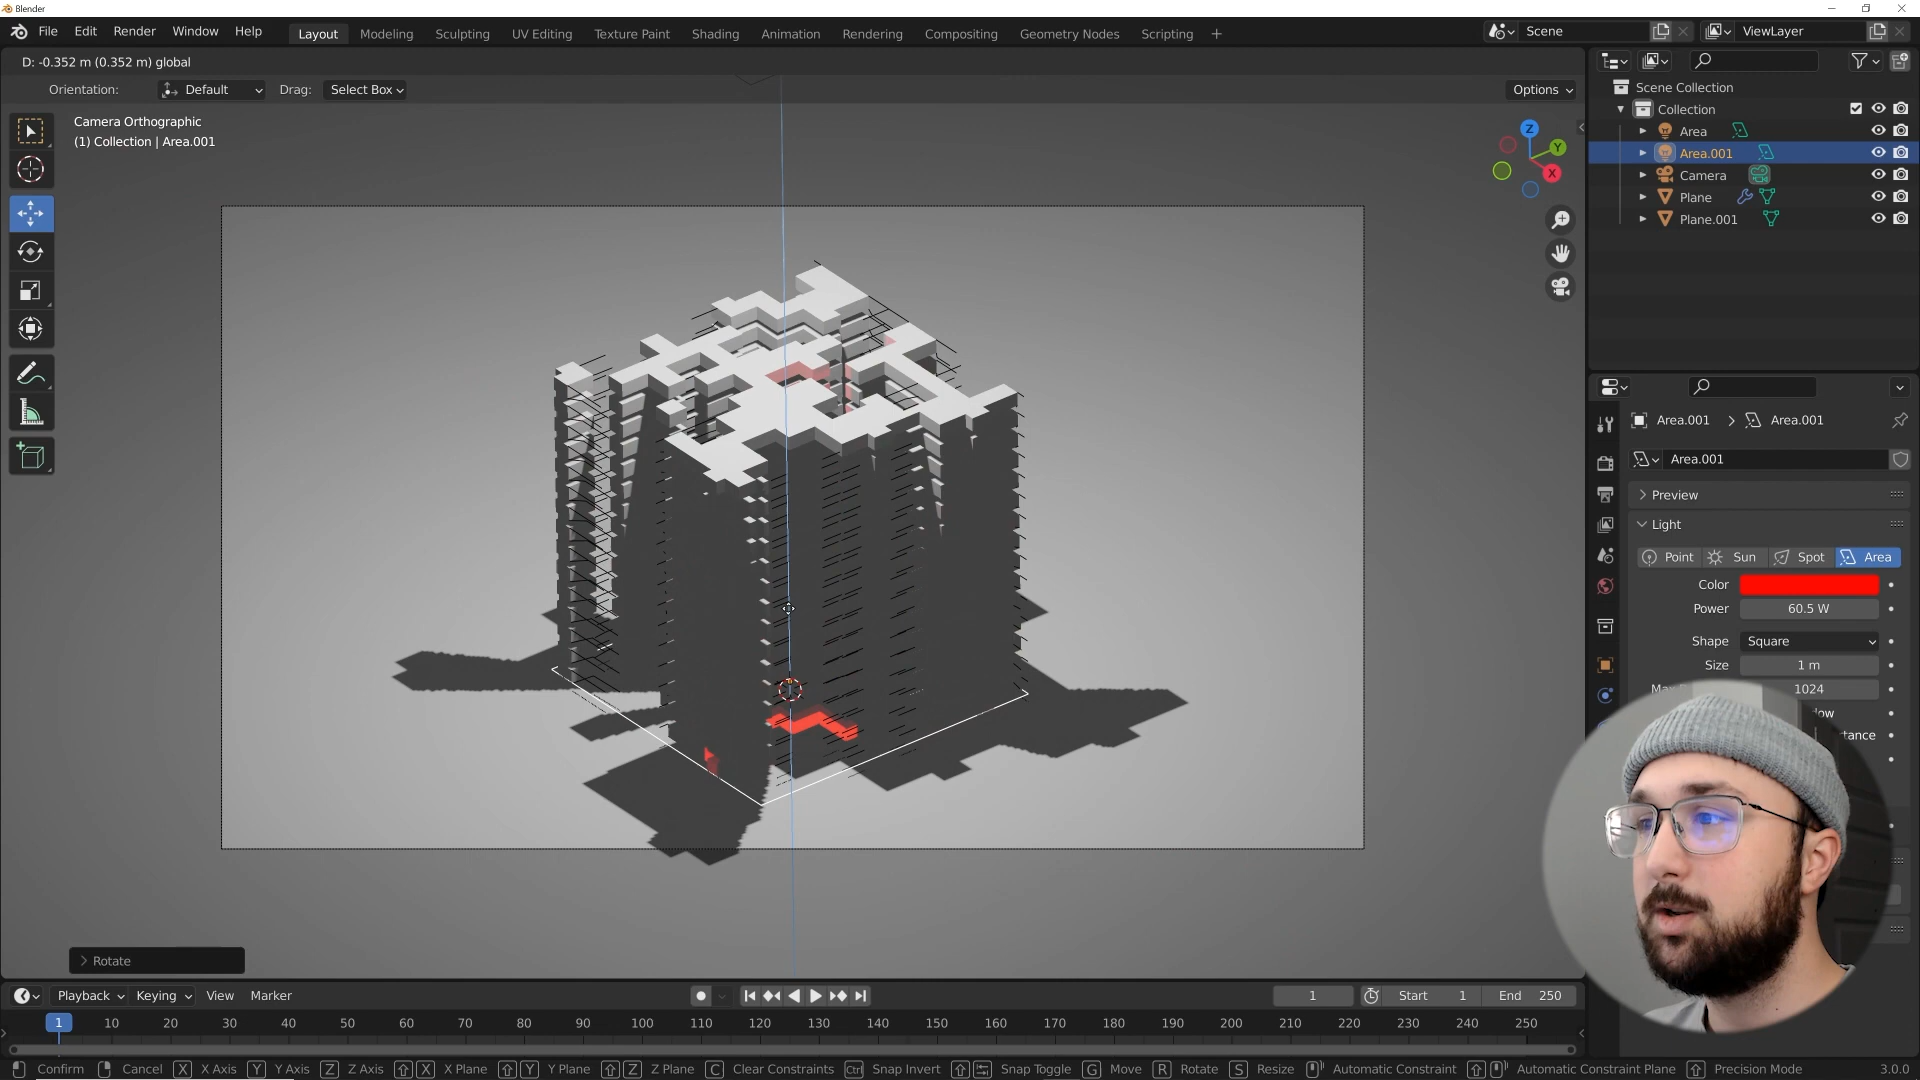 Blender
File Edit Render Window Help
Layout Modeling Sculpting UV Editing Texture Paint Shading Animation Rendering Compositing Geometry Nodes Scripting +
Scene
ViewLayer
D: -0.352 m (0.352 m) global
Orientation: Default Drag: Select Box
Options
Camera Orthographic
(1) Collection | Area.001
Z
Y
X
Scene Collection
Collection
Area
Area.001
Camera
Plane
Plane.001
Area.001 > Area.001
Area.001
Preview
Light
Point Sun Spot Area
Color
Power 60.5 W
Shape Square
Size 1 m
1024
Rotate
Playback Keying View Marker
1 Start 1 End 250
1 10 20 30 40 50 60 70 80 90 100 110 120 130 140 150 160 170 180 190 200 210 220 230 240 250
Confirm Cancel X X Axis Y Y Axis Z Z Axis X X Plane Y Y Plane Z Z Plane C Clear Constraints Ctrl Snap Invert Snap Toggle G Move R Rotate S Resize Automatic Constraint Automatic Constraint Plane Precision Mode 3.0.0